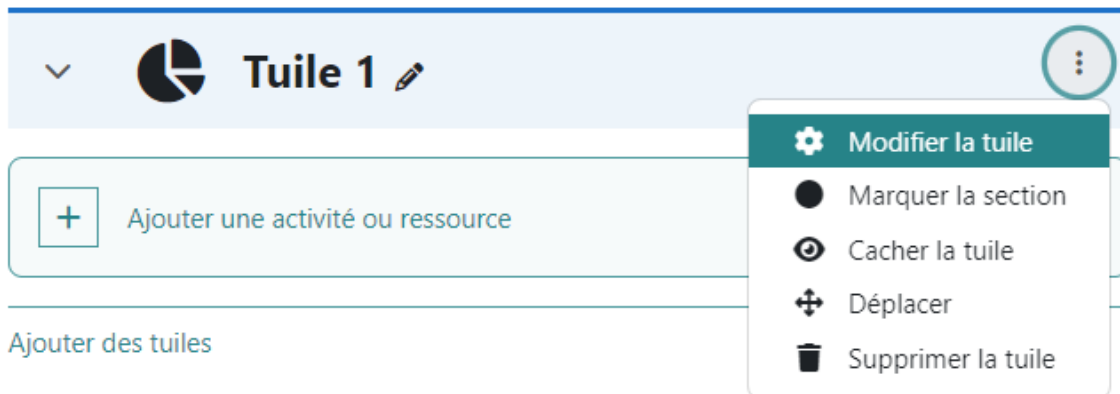 Tuile 1
Modifier la tuile
Marquer la section
Ajouter une activité ou ressource
Cacher la tuile
Déplacer
Ajouter des tuiles
Supprimer la tuile